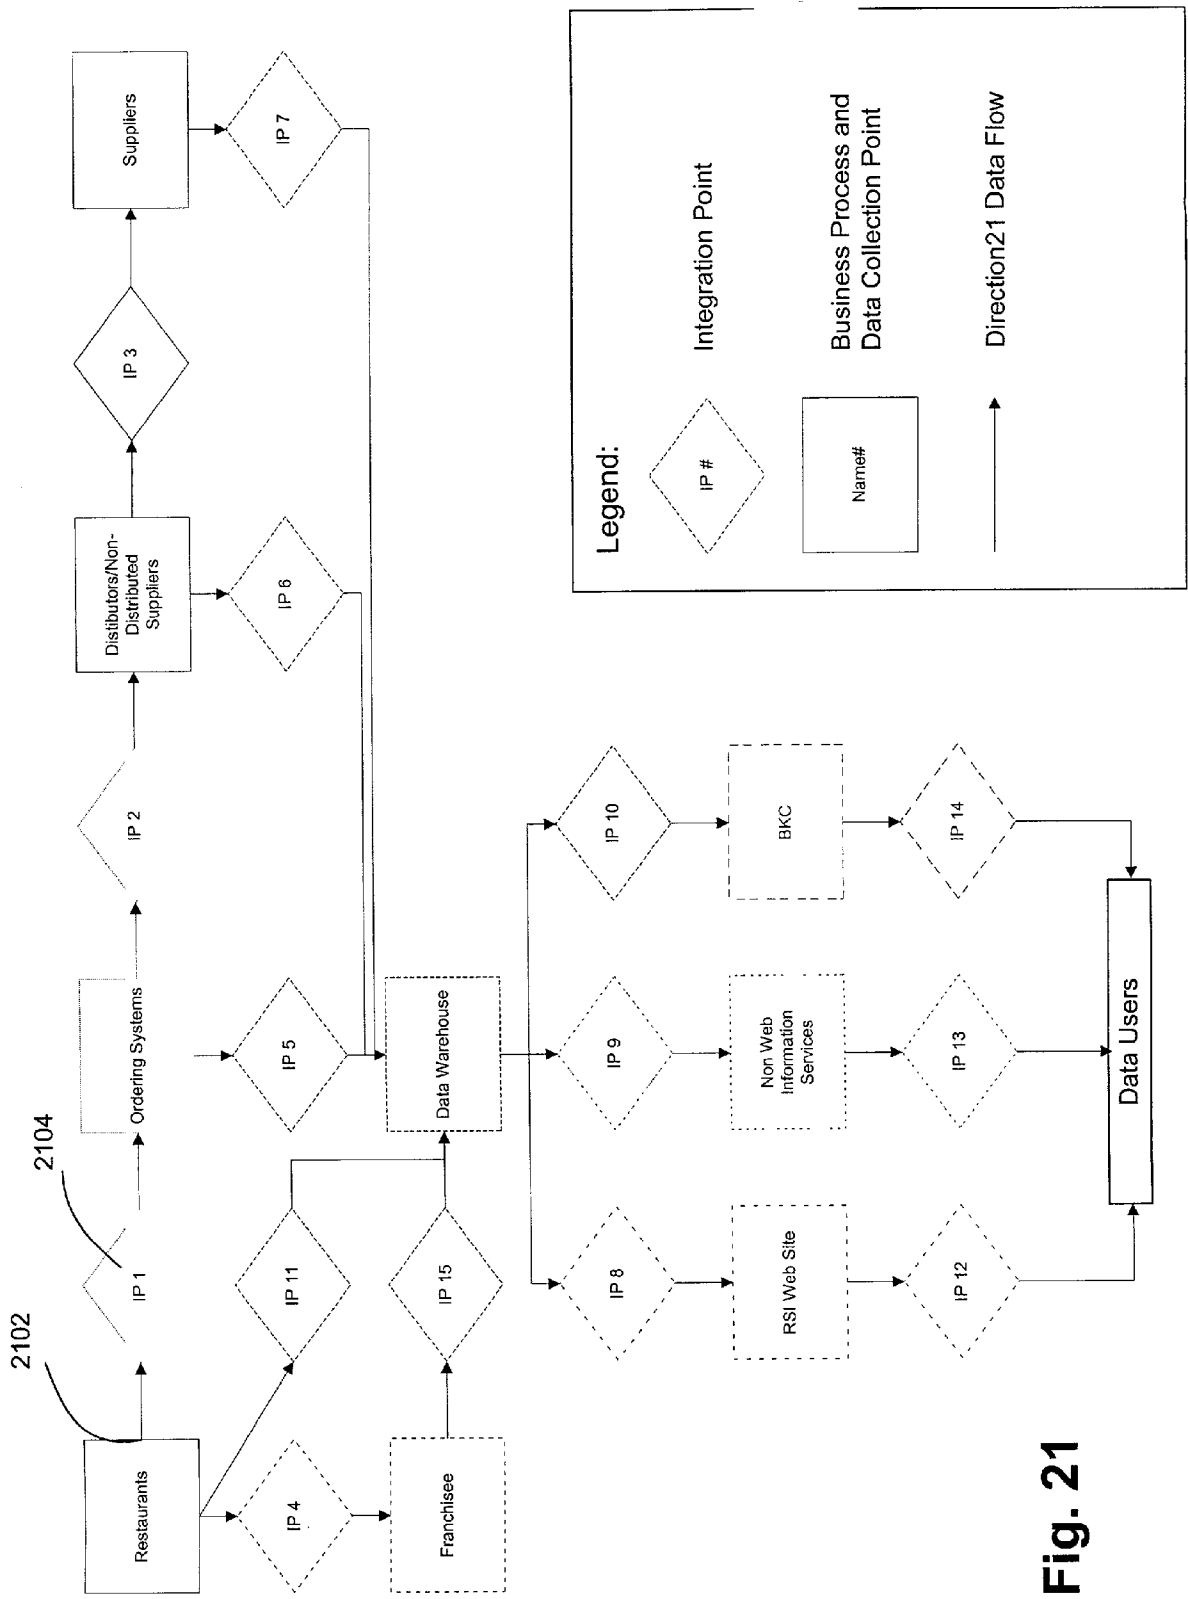 2102
2104
Restaurants
IP 1
Ordering Systems
IP 2
Distibutors/Non-
Distributed
Suppliers
IP 3
Suppliers
IP 4
IP 11
IP 5
IP 6
IP 7
Franchisee
IP 15
Data Warehouse
IP 8
IP 9
IP 10
RSI Web Site
Non Web
Information
Services
BKC
IP 12
IP 13
IP 14
Data Users
Legend:
IP #
Integration Point
Name#
Business Process and
Data Collection Point
Direction21 Data Flow
Fig. 21